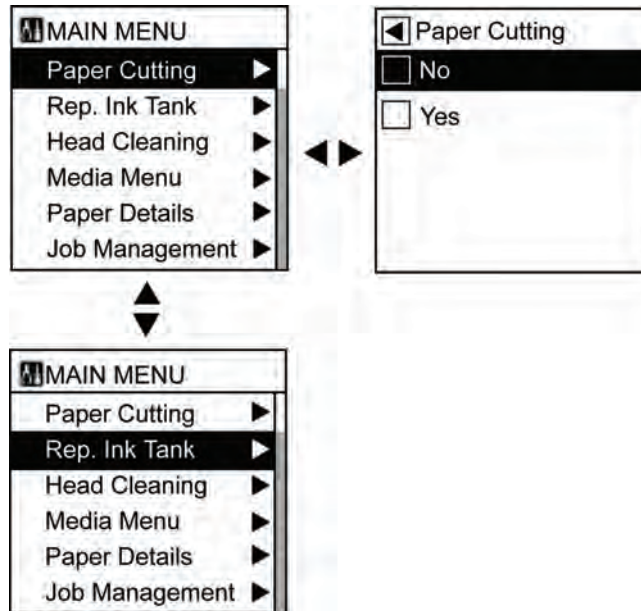 MAIN MENU
Paper Cutting
Rep. Ink Tank
Head Cleaning
Media Menu
Paper Details
Job Management
Paper Cutting
No
Yes
MAIN MENU
Paper Cutting
Rep. Ink Tank
Head Cleaning
Media Menu
Paper Details
Job Management